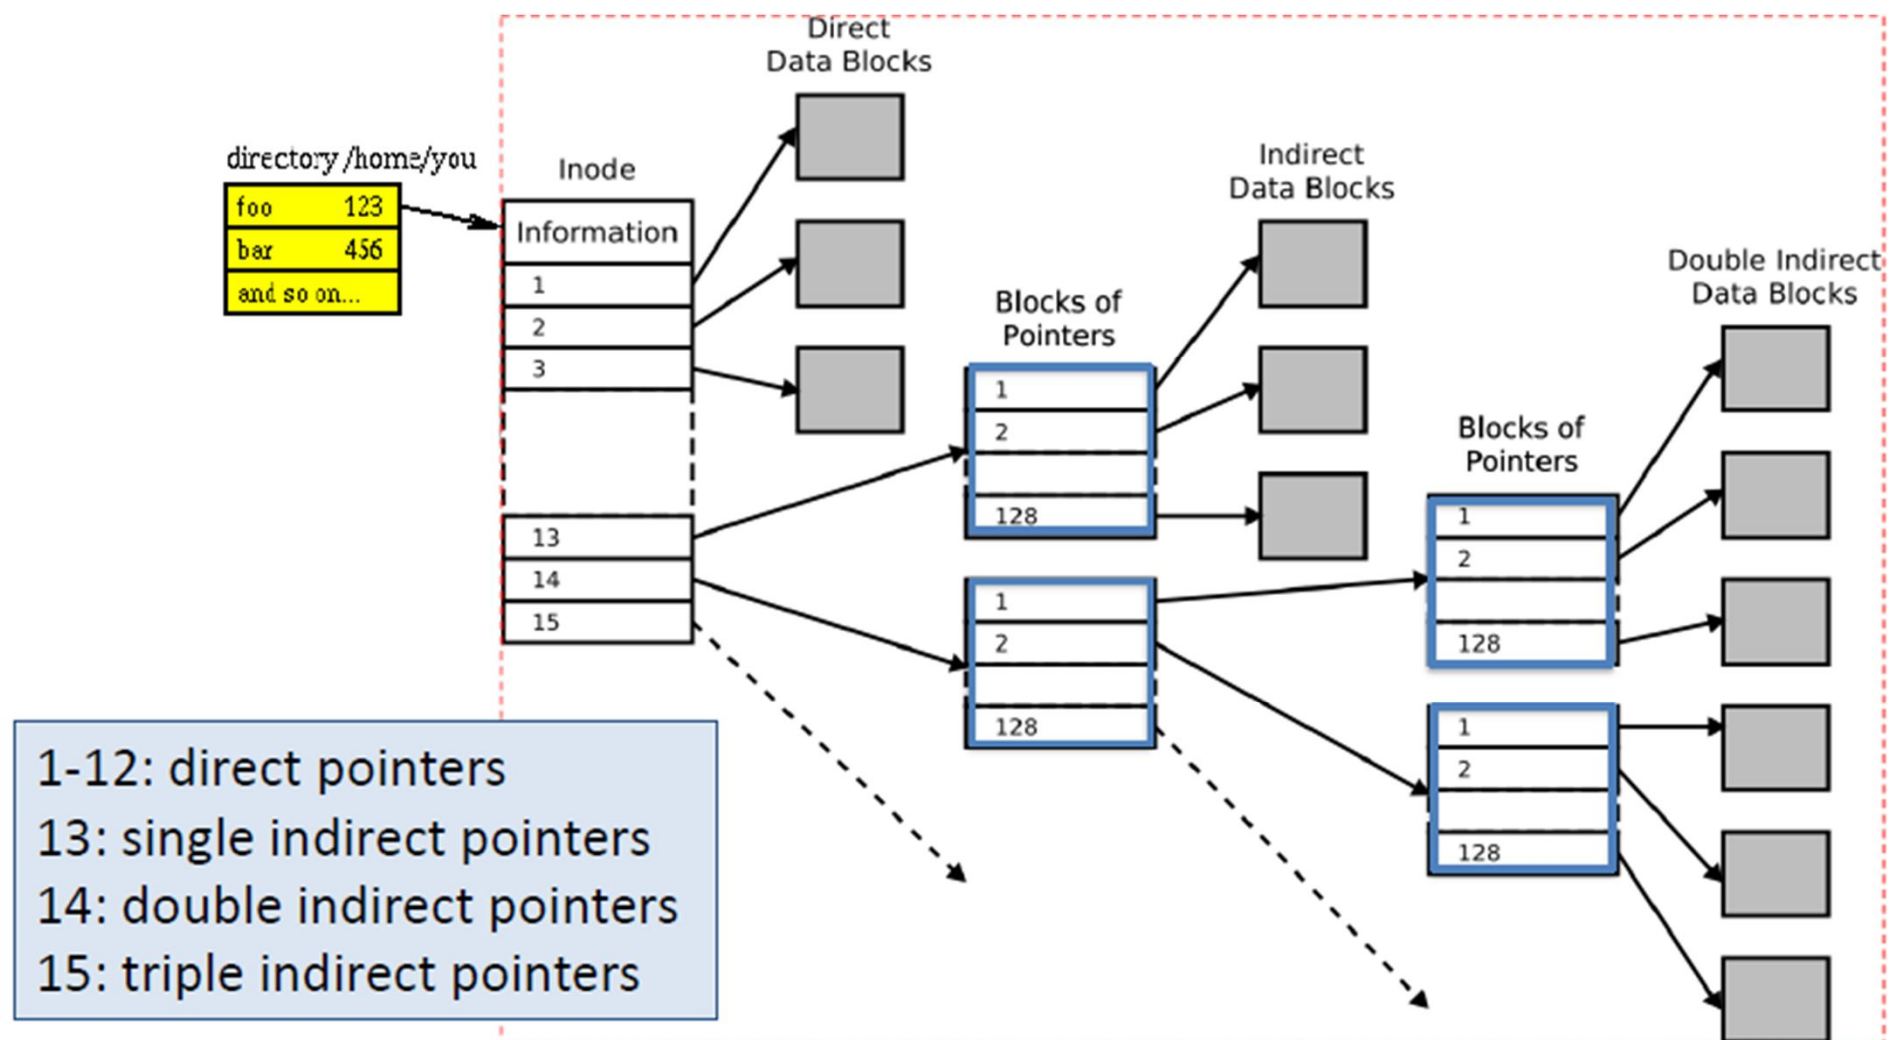 Direct
Data Blocks
directory /home/you
foo 123
bar 456
and so on...
Inode
Information
1
2
3
13
14
15
Blocks of
Pointers
1
2
128
1
2
128
Indirect
Data Blocks
Blocks of
Pointers
1
2
128
1
2
128
Double Indirect
Data Blocks
1-12: direct pointers
13: single indirect pointers
14: double indirect pointers
15: triple indirect pointers